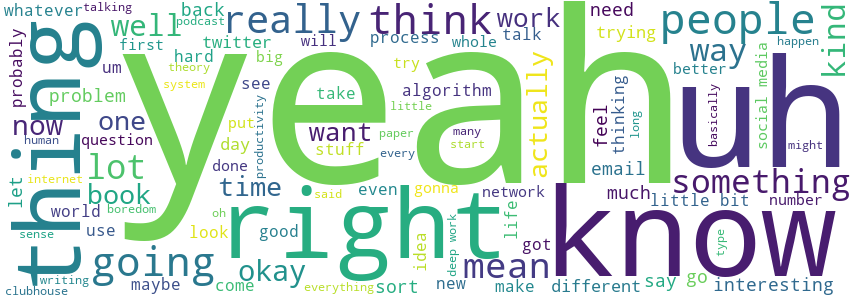 whatever
talking
well
back
podcast
really
think
work
need
people
kind
first
twitter
will
process
whole
talk
trying
way
happen
probably
thing
um
hard
theory
system
big
see
try
algorithm
better
problem
yeah
uh
take
little
actually
feel
thinking
social media
basically
might
now
one
question
human
put
day
productivity
want
stuff
paper
every
many
start
long
let
lot
done
email
something
internet
book
time
said
even
gonna
network
much
little bit
number
world
boredom
oh
right
life
know
use
sense
look
good
idea
deep work
got
type
going
okay
mean
writing
clubhouse
maybe
come
everything
sort
new
make
different
say
go
interesting